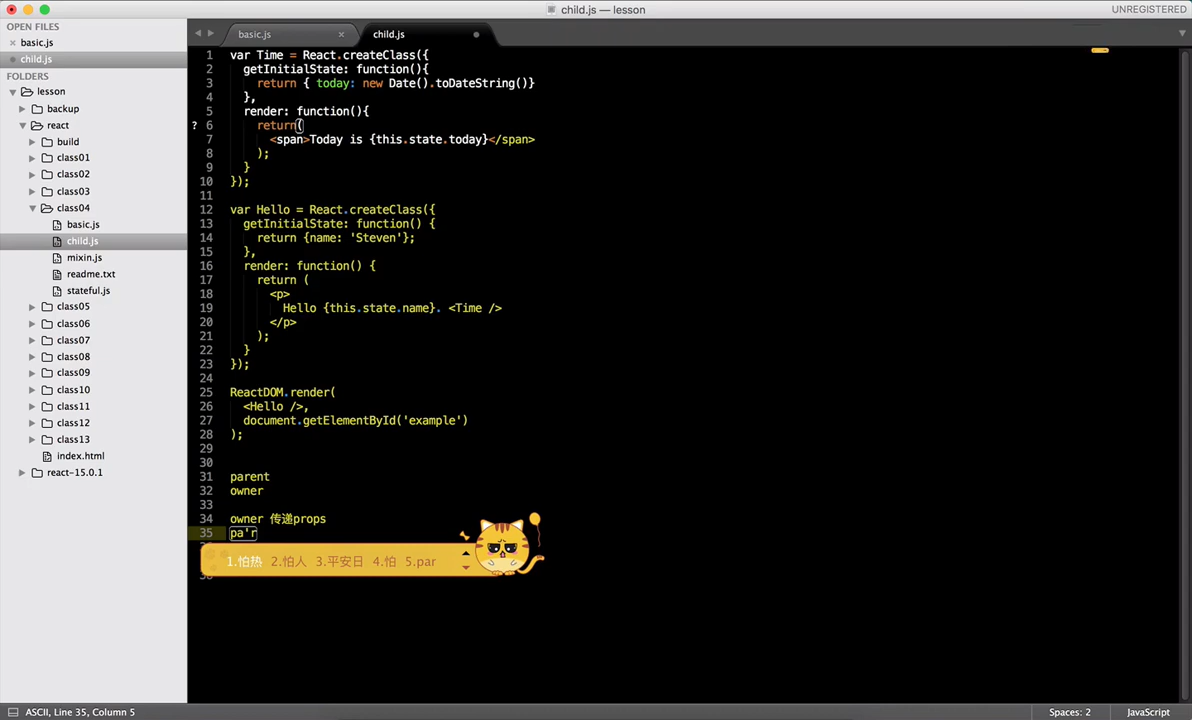 child.js — lesson
UNREGISTERED
OPEN FILES
basic.js
child.js
FOLDERS
lesson
backup
react
build
class01
class02
class03
class04
basic.js
child.js
mixin.js
readme.txt
stateful.js
class05
class06
class07
class08
class09
class10
class11
class12
class13
index.html
react-15.0.1
basic.js
child.js
1 var Time = React.createClass({
2 getInitialState: function(){
3 return { today: new Date().toDateString()}
4 },
5 render: function(){
? 6 return(
7 <span>Today is {this.state.today}</span>
8 );
9 }
10 });
11
12 var Hello = React.createClass({
13 getInitialState: function() {
14 return {name: 'Steven'};
15 },
16 render: function() {
17 return (
18 <p>
19 Hello {this.state.name}. <Time />
20 </p>
21 );
22 }
23 });
24
25 ReactDOM.render(
26 <Hello />,
27 document.getElementById('example')
28 );
29
30
31 parent
32 owner
33
34 owner 传递props
35 pa'r
1.怕热 2.怕人 3.平安日 4.怕 5.par
ASCII, Line 35, Column 5
Spaces: 2
JavaScript